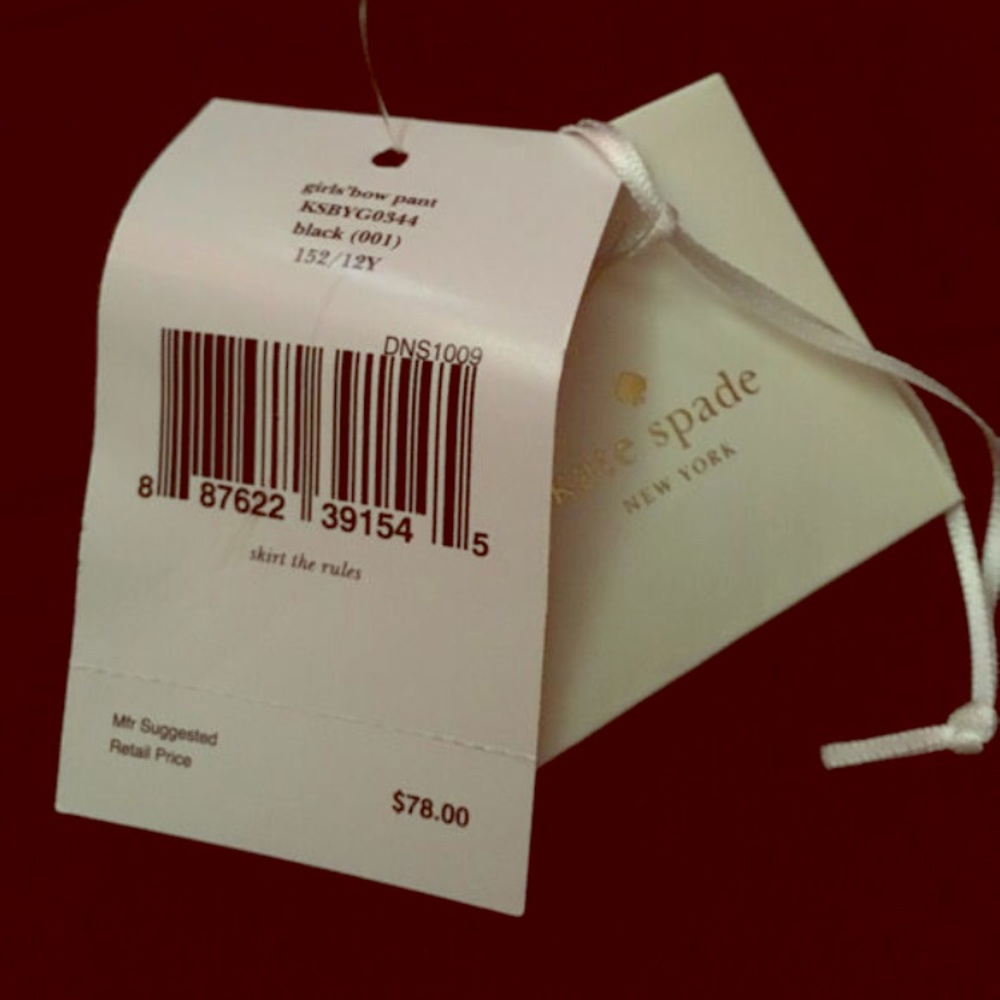 girls'bow pant
KSBYG0344
black (001)
152/12Y
DNS1009
8 87622 39154 5
skirt the rules
Mfr Suggested
Retail Price
$78.00
kate spade
NEW YORK